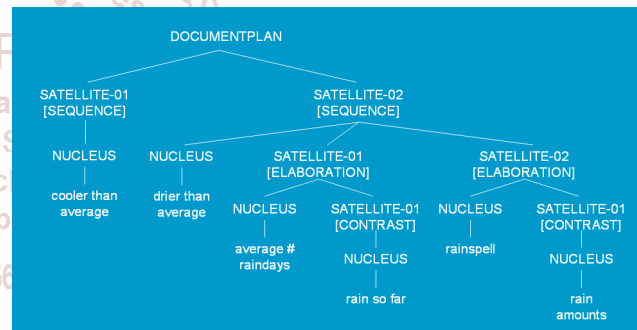 DOCUMENTPLAN
SATELLITE-01
[SEQUENCE]
SATELLITE-02
[SEQUENCE]
NUCLEUS
NUCLEUS
SATELLITE-01
[ELABORATION]
SATELLITE-02
[ELABORATION]
cooler than
average
drier than
average
NUCLEUS
SATELLITE-01
[CONTRAST]
NUCLEUS
SATELLITE-01
[CONTRAST]
average #
raindays
NUCLEUS
rainspell
NUCLEUS
rain so far
rain
amounts